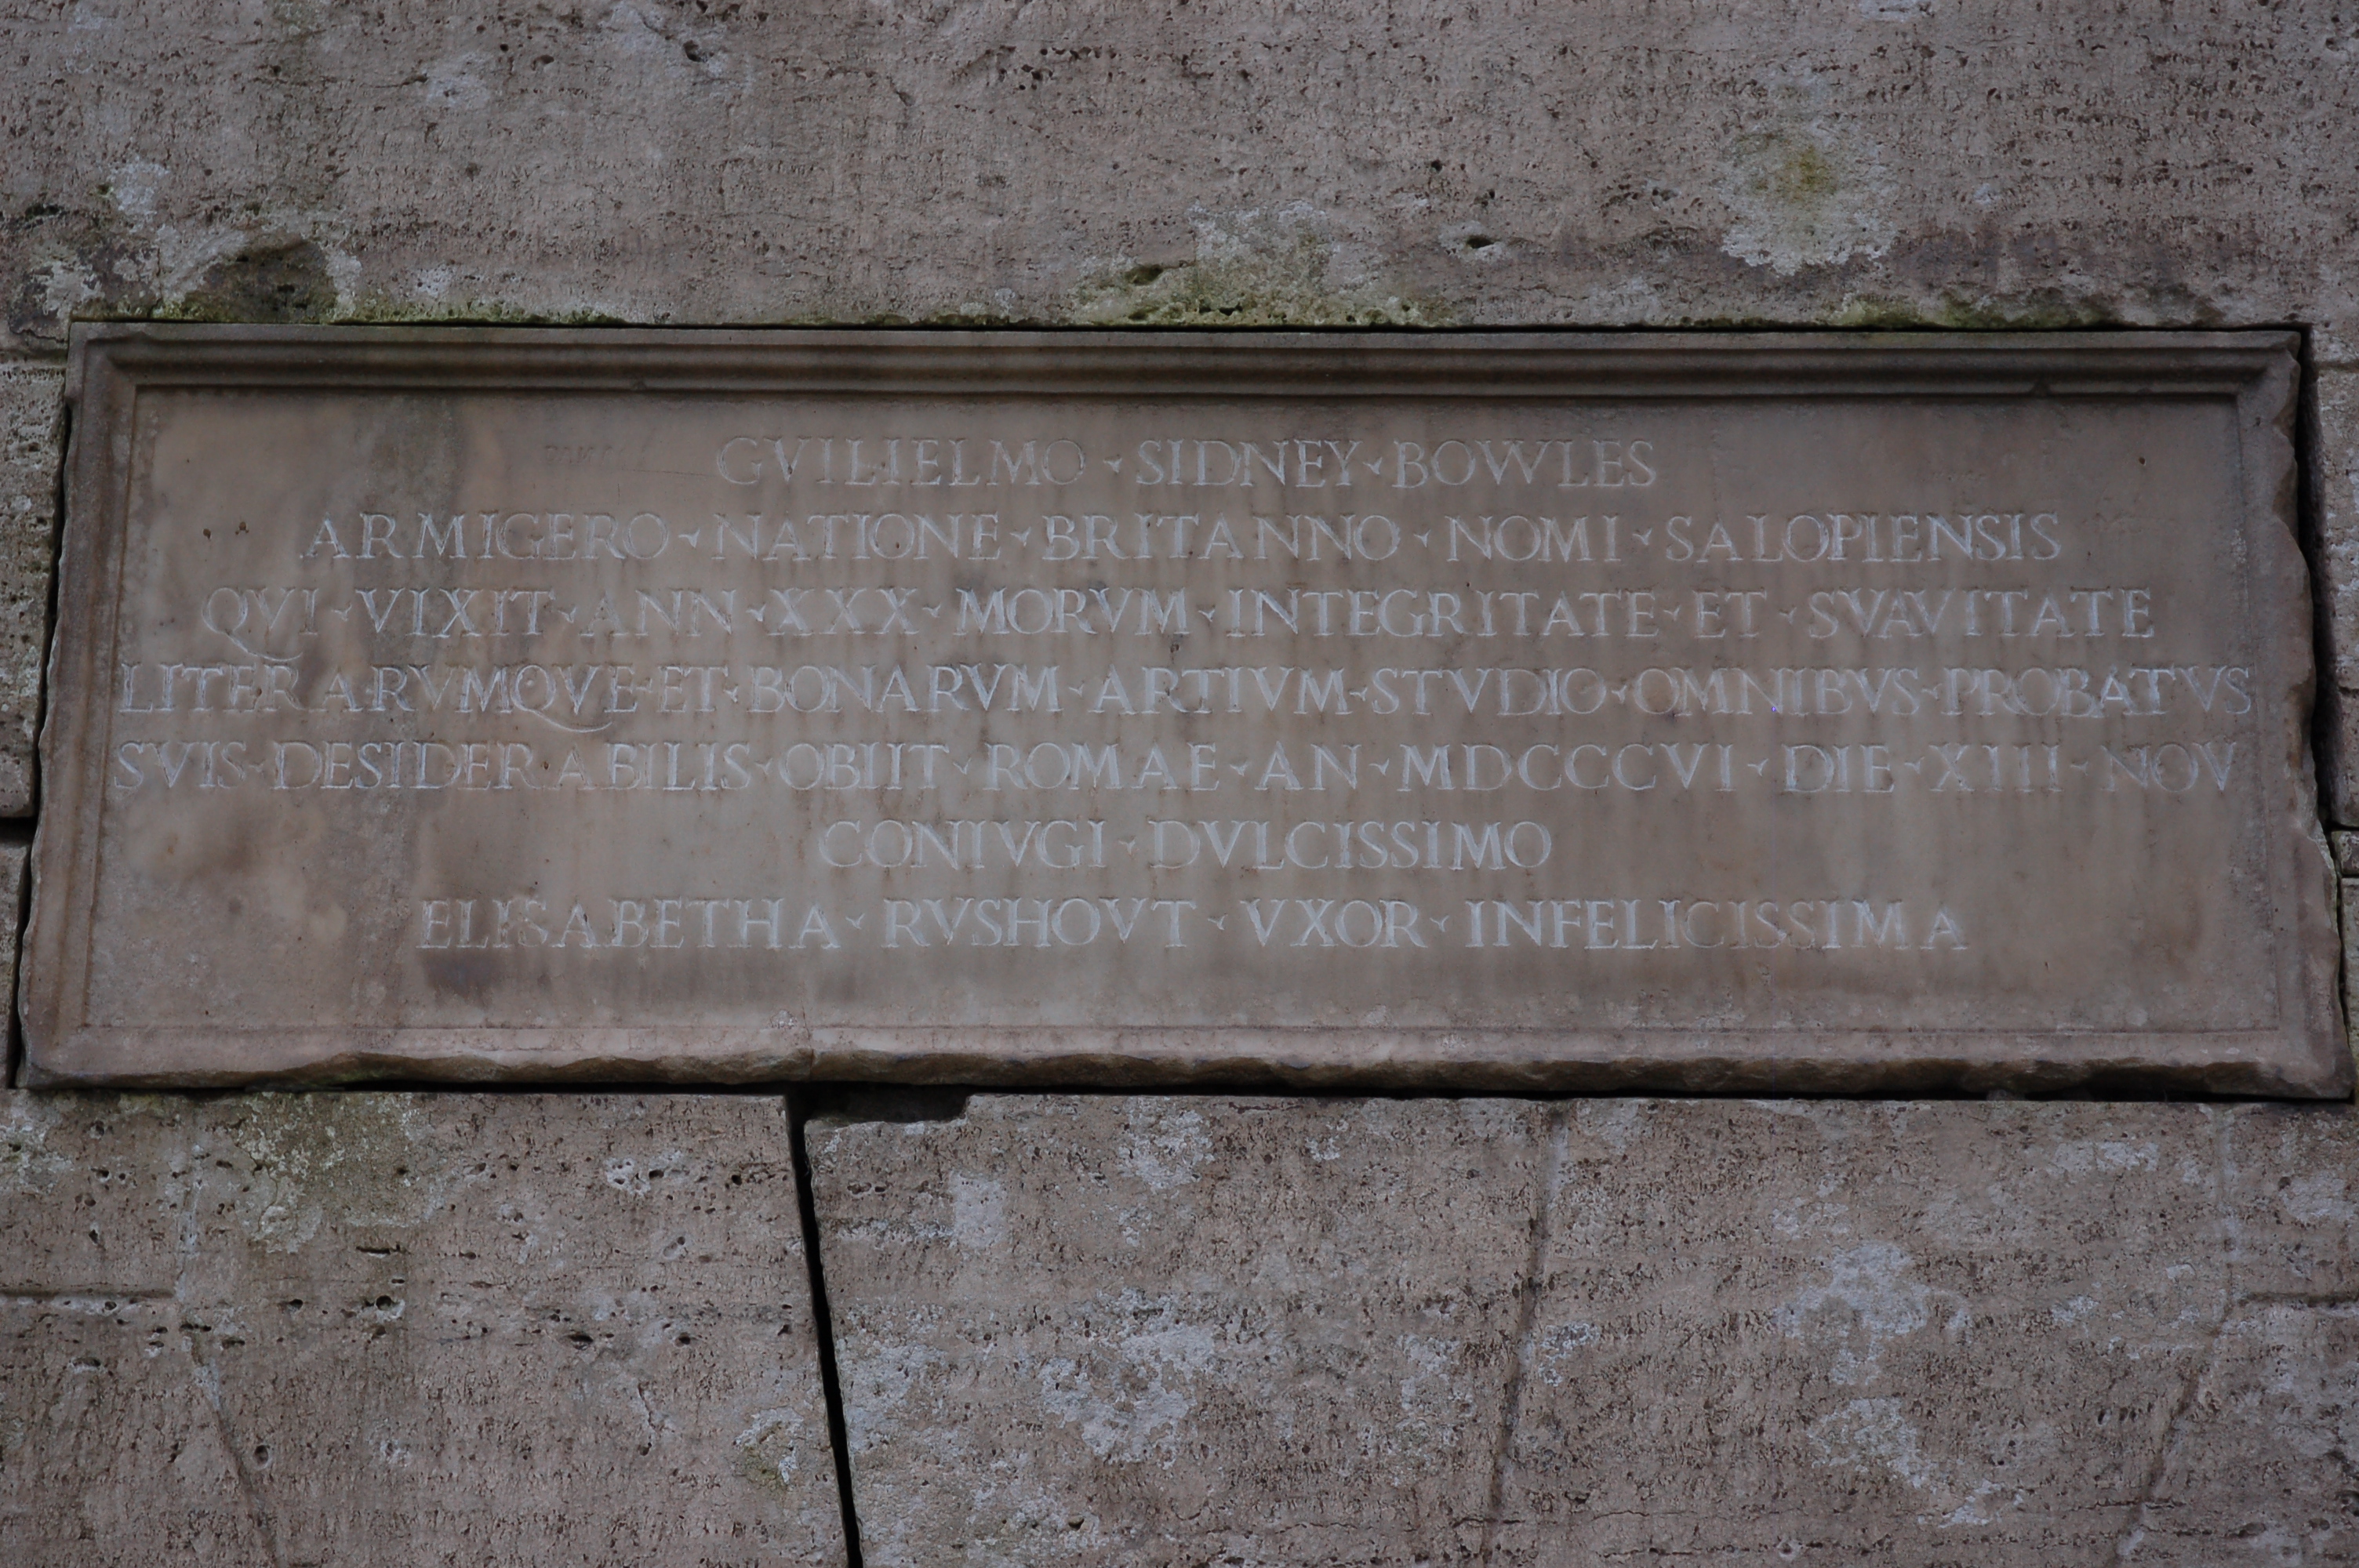 GVILIELMO ▾ SIDNEY ▾ BOWLES
ARMIGERO ▾ NATIONE ▾ BRITANNO ▾ NOMI ▾ SALOPIENSIS
QVI ▾ VIXIT ▾ ANN ▾ XXX ▾ MORVM ▾ INTEGRITATE ▾ ET ▾ SVAVITATE
LITERARVMQVE ▾ ET ▾ BONARVM ▾ ARTIVM ▾ STVDIO ▾ OMNIBVS ▾ PROBATVS
SVIS ▾ DESIDERABILIS ▾ OBIIT ▾ ROMAE ▾ AN ▾ MDCCCVI ▾ DIE ▾ XIII ▾ NOV
CONIVGI ▾ DVLCISSIMO
ELISABETHA ▾ RVSHOVT ▾ VXOR ▾ INFELICISSIMA